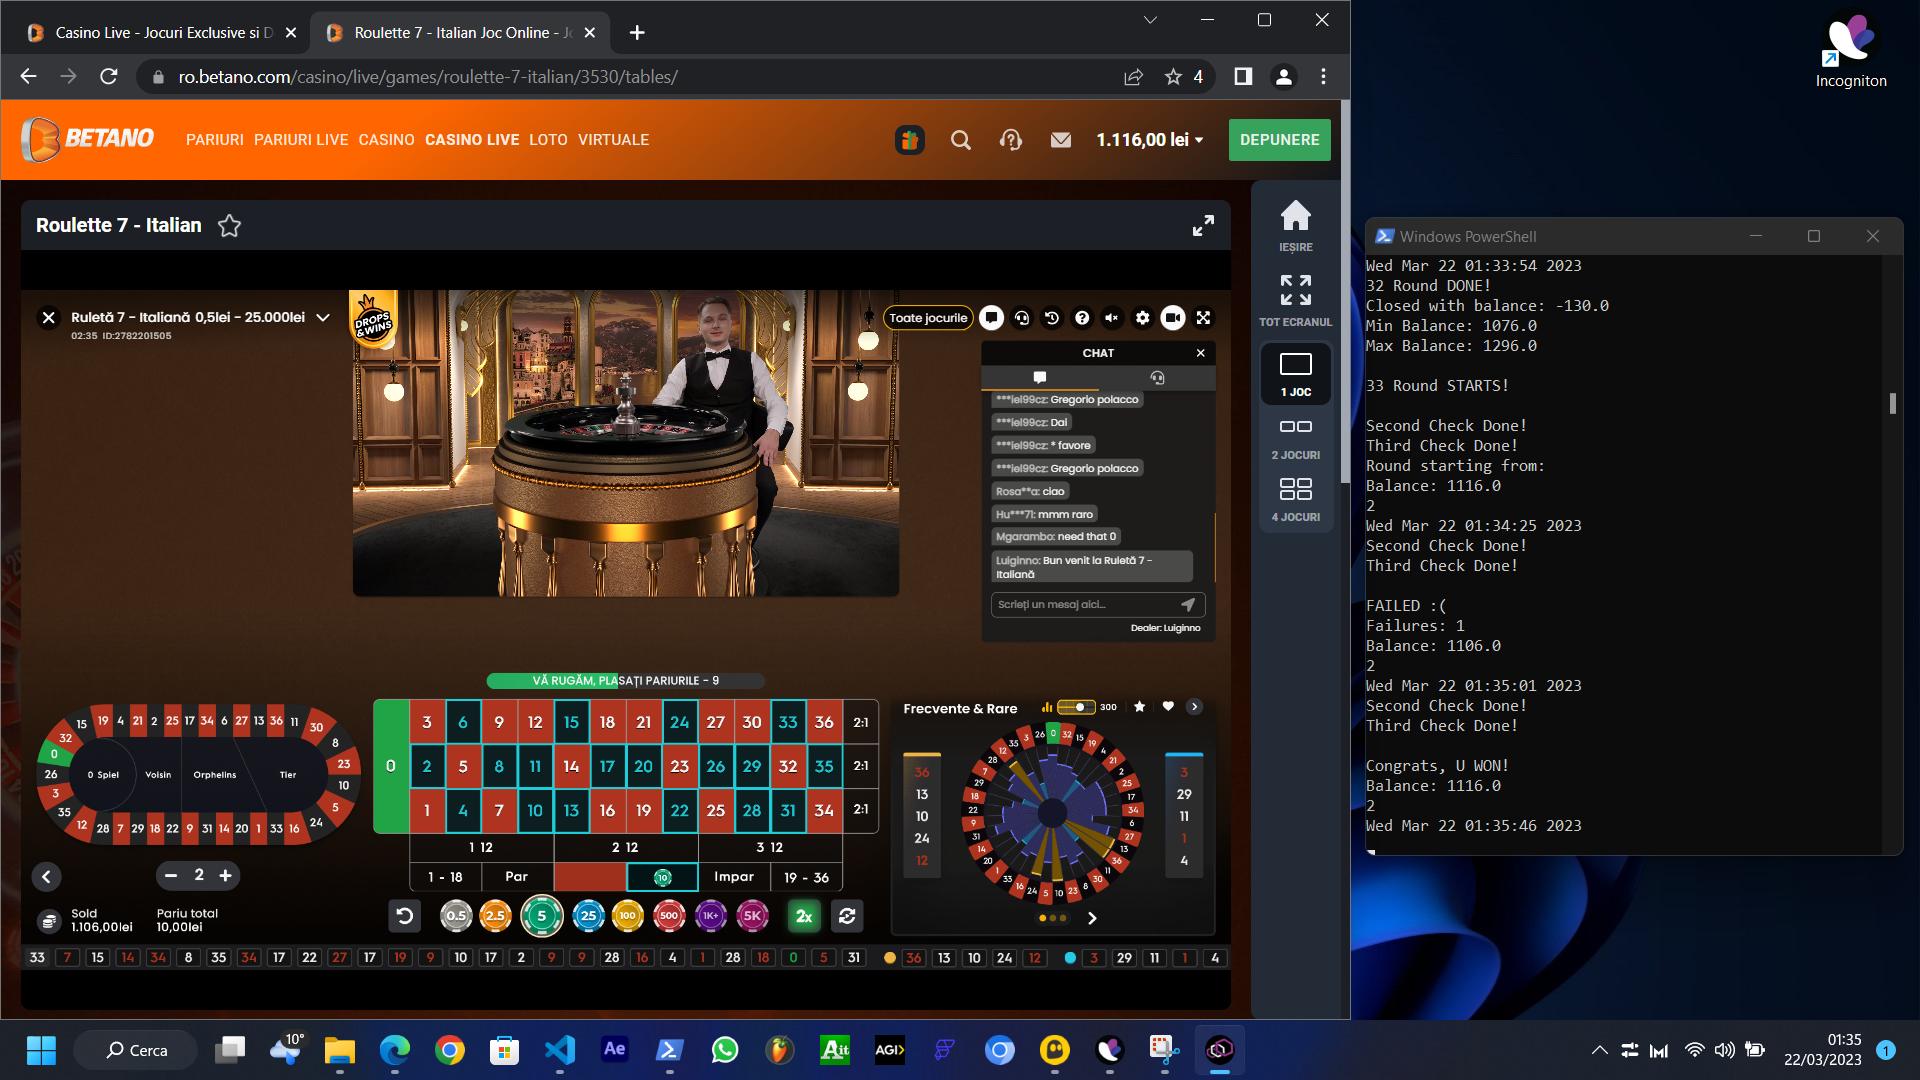 Casino Live - Jocuri Exclusive si D
Roulette 7 - Italian Joc Online - Jo
ro.betano.com/casino/live/games/roulette-7-italian/3530/tables/
4
Incogniton
BETANO
PARIURI
PARIURI LIVE
CASINO
CASINO LIVE
LOTO
VIRTUALE
1.116,00 lei
DEPUNERE
Roulette 7 - Italian
IEȘIRE
TOT ECRANUL
1 JOC
2 JOCURI
4 JOCURI
Ruletă 7 - Italiană 0,5lei - 25.000lei
02:35 ID:2782201505
DROPS & WINS
Toate jocurile
CHAT
***iel99cz: Gregorio polacco
***iel99cz: Dai
***iel99cz: * favore
***iel99cz: Gregorio polacco
Rosa**a: ciao
Hu***71: mmm raro
Mgarambo: need that 0
Luiginno: Bun venit la Ruletă 7 -
Italiană
Scrieți un mesaj aici...
Dealer: Luiginno
VĂ RUGĂM, PLASAȚI PARIURILE - 9
15 19 4 21 2 25 17 34 6 27 13 36 11 30
32 8
0 23
26 10
3 5
35 24
12 28 7 29 18 22 9 31 14 20 1 33 16
0 Spiel Voisin Orphelins Tier
3 6 9 12 15 18 21 24 27 30 33 36 2:1
0 2 5 8 11 14 17 20 23 26 29 32 35 2:1
1 4 7 10 13 16 19 22 25 28 31 34 2:1
1 12 2 12 3 12
1 - 18 Par 10 Impar 19 - 36
Frecvente & Rare
300
36 3
13 29
10 11
24 1
12 4
2
Sold
1.106,00lei
Pariu total
10,00lei
0.5 2.5 5 25 100 500 1K+ 5K 2x
33 7 15 14 34 8 35 34 17 22 27 17 19 9 10 17 2 9 9 28 16 4 1 28 18 0 5 31 36 13 10 24 12 3 29 11 1 4
Windows PowerShell
Wed Mar 22 01:33:54 2023
32 Round DONE!
Closed with balance: -130.0
Min Balance: 1076.0
Max Balance: 1296.0
33 Round STARTS!
Second Check Done!
Third Check Done!
Round starting from:
Balance: 1116.0
2
Wed Mar 22 01:34:25 2023
Second Check Done!
Third Check Done!
FAILED :(
Failures: 1
Balance: 1106.0
2
Wed Mar 22 01:35:01 2023
Second Check Done!
Third Check Done!
Congrats, U WON!
Balance: 1116.0
2
Wed Mar 22 01:35:46 2023
Cerca
10°
Ae
Ait
AGI>
01:35
22/03/2023
1